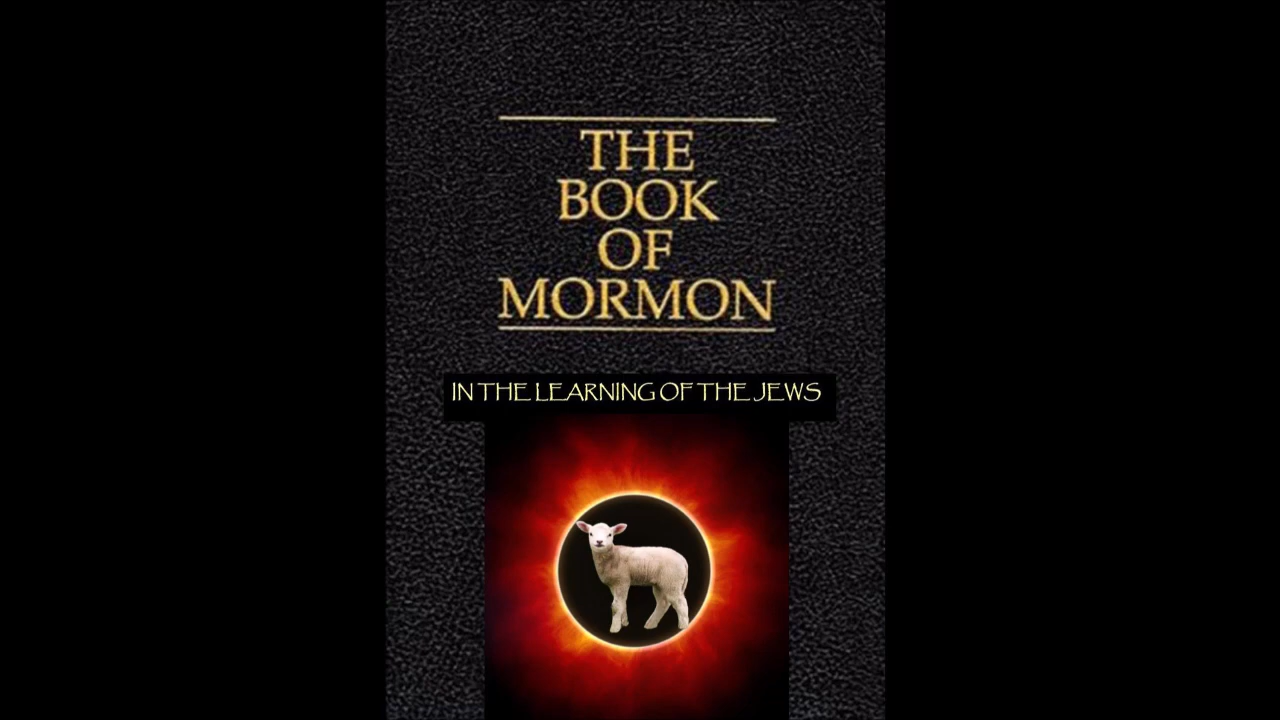 THE
BOOK
OF
MORMON
IN THE LEARNING OF THE JEWS